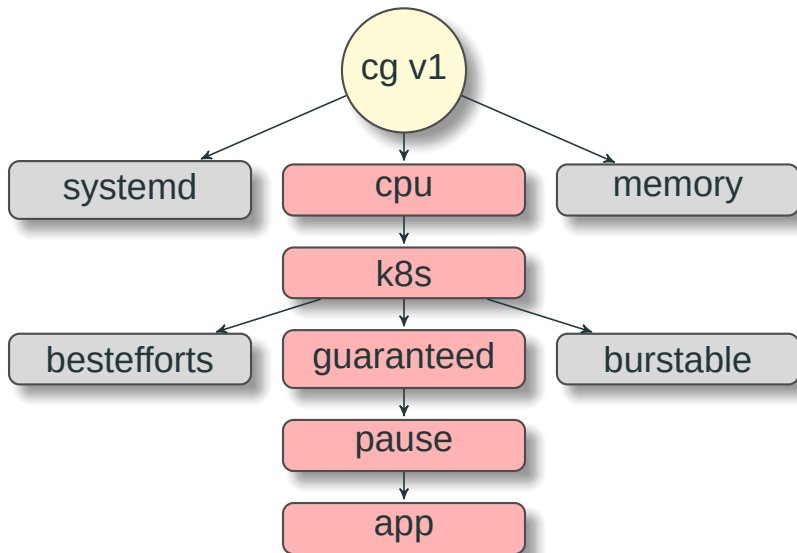 cg v1
systemd
cpu
memory
k8s
bestefforts
guaranteed
burstable
pause
app